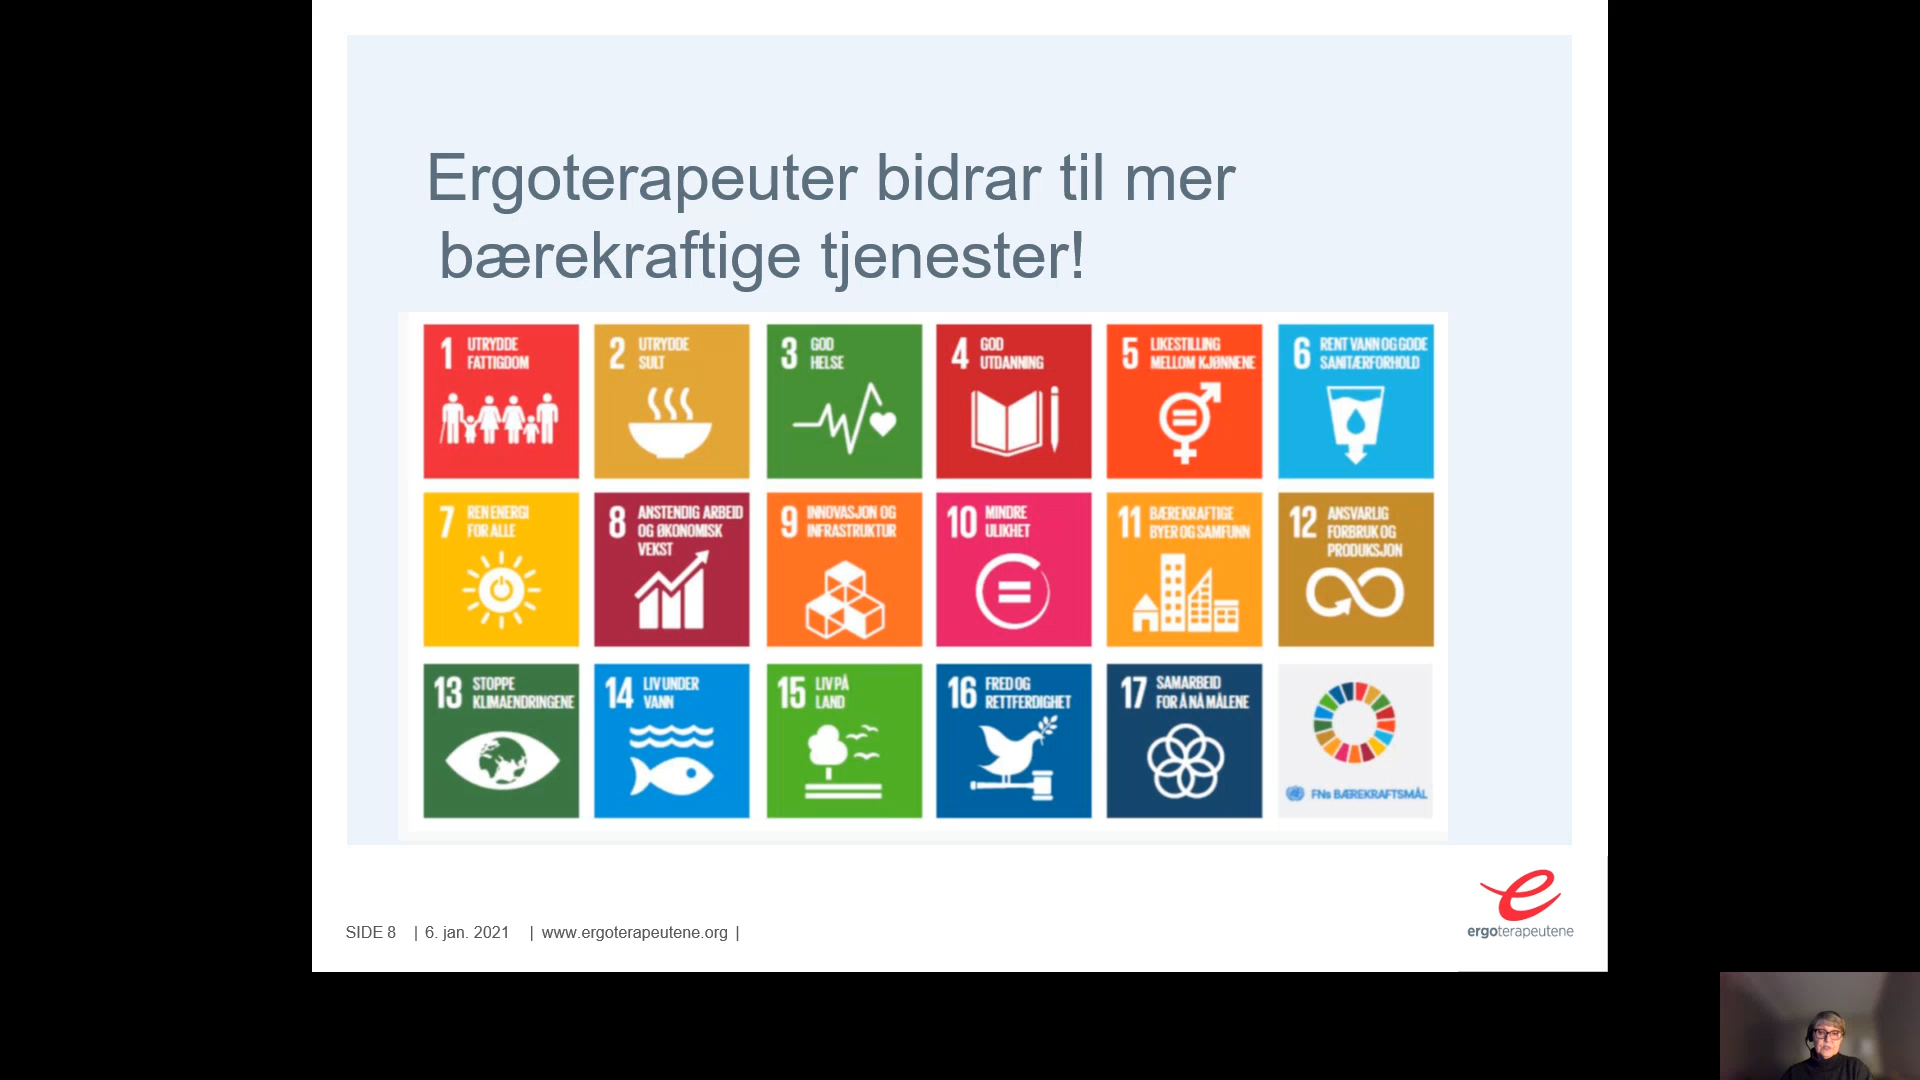 Ergoterapeuter bidrar til mer
bærekraftige tjenester!
1 UTRYDDE
FATTIGDOM
2 UTRYDDE
SULT
3 GOD
HELSE
4 GOD
UTDANNING
5 LIKESTILLING
MELLOM KJØNNENE
6 RENT VANN OG GODE
SANITÆRFORHOLD
7 REN ENERGI
FOR ALLE
8 ANSTENDIG ARBEID
OG ØKONOMISK
VEKST
9 INNOVASJON OG
INFRASTRUKTUR
10 MINDRE
ULIKHET
11 BÆREKRAFTIGE
BYER OG SAMFUNN
12 ANSVARLIG
FORBRUK OG
PRODUKSJON
13 STOPPE
KLIMAENDRINGENE
14 LIV UNDER
VANN
15 LIV PÅ
LAND
16 FRED OG
RETTFERDIGHET
17 SAMARBEID
FOR Å NÅ MÅLENE
FNs BÆREKRAFTSMÅL
SIDE 8 | 6. jan. 2021 | www.ergoterapeutene.org |
ergoterapeutene